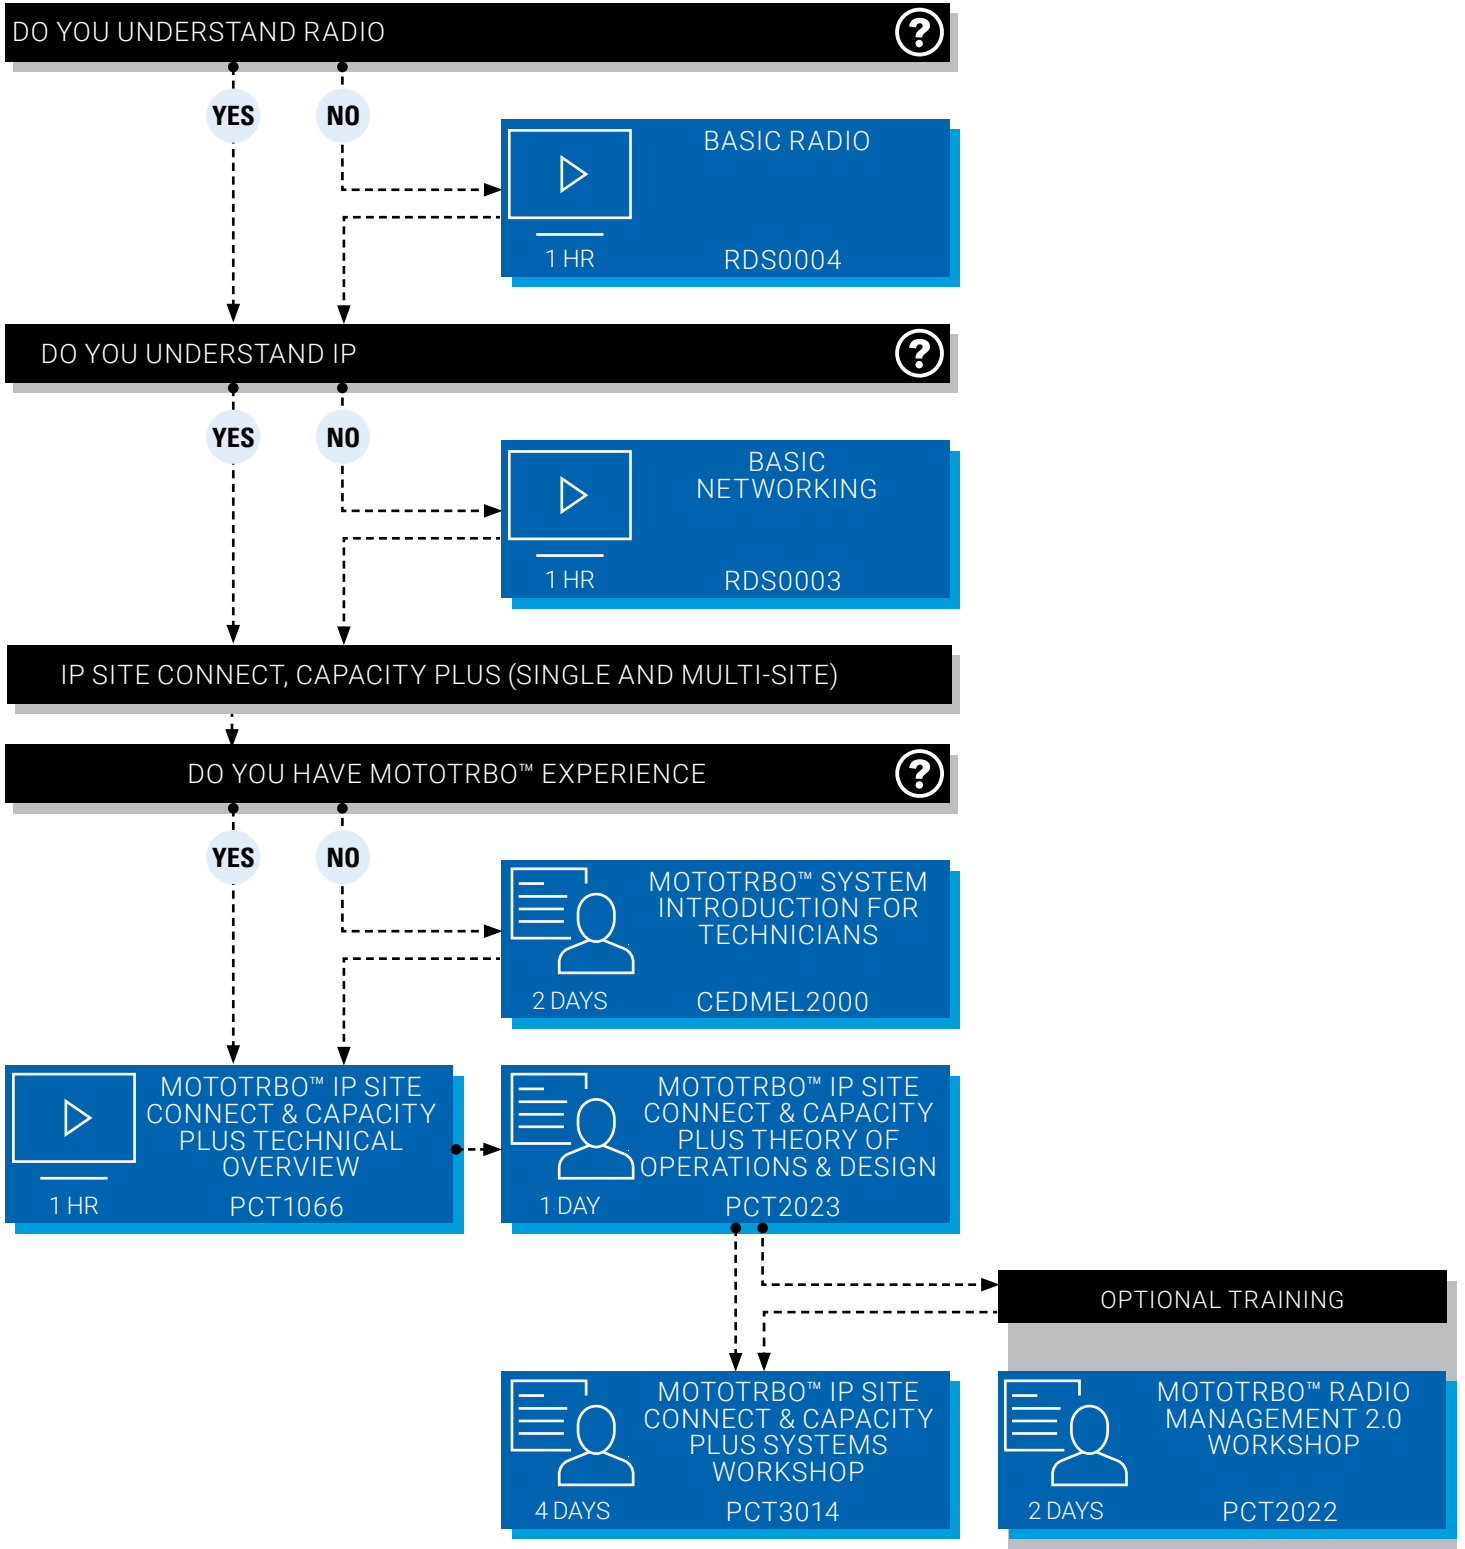 DO YOU UNDERSTAND RADIO
?
YES
NO
BASIC RADIO
1 HR
RDS0004
DO YOU UNDERSTAND IP
?
YES
NO
BASIC
NETWORKING
1 HR
RDS0003
IP SITE CONNECT, CAPACITY PLUS (SINGLE AND MULTI-SITE)
DO YOU HAVE MOTOTRBO™ EXPERIENCE
?
YES
NO
MOTOTRBO™ SYSTEM
INTRODUCTION FOR
TECHNICIANS
2 DAYS
CEDMEL2000
MOTOTRBO™ IP SITE
CONNECT & CAPACITY
PLUS TECHNICAL
OVERVIEW
1 HR
PCT1066
MOTOTRBO™ IP SITE
CONNECT & CAPACITY
PLUS THEORY OF
OPERATIONS & DESIGN
1 DAY
PCT2023
OPTIONAL TRAINING
MOTOTRBO™ IP SITE
CONNECT & CAPACITY
PLUS SYSTEMS
WORKSHOP
4 DAYS
PCT3014
MOTOTRBO™ RADIO
MANAGEMENT 2.0
WORKSHOP
2 DAYS
PCT2022